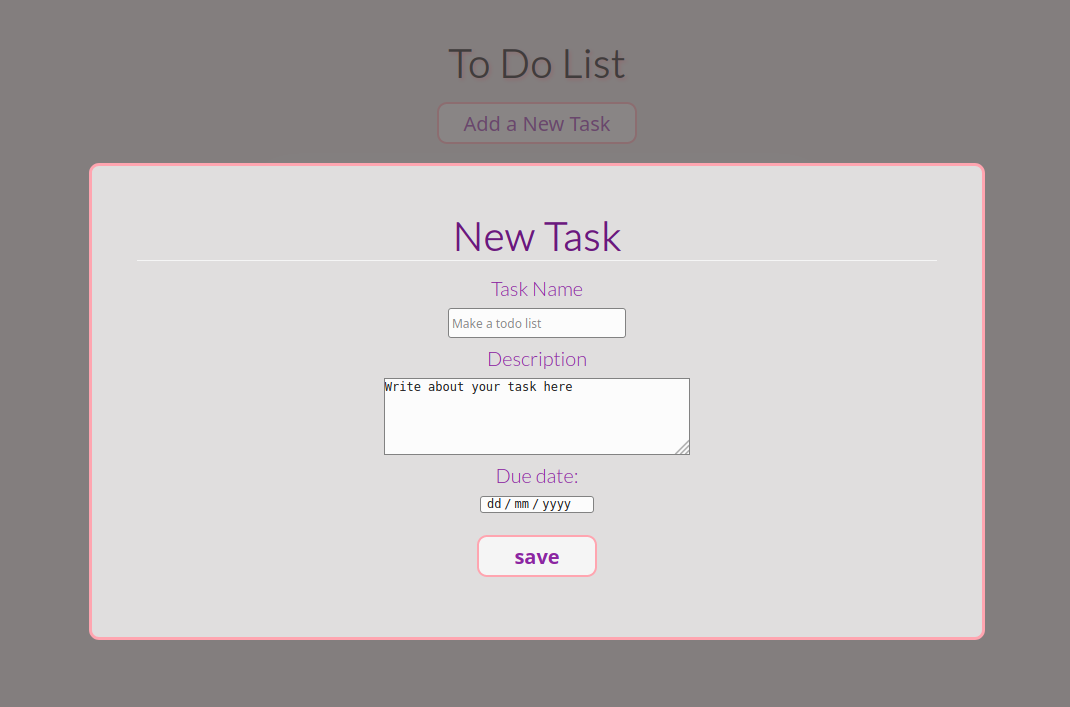 To Do List
Add a New Task
New Task
Task Name
Make a todo list
Description
Write about your task here
Due date:
dd / mm / yyyy
save